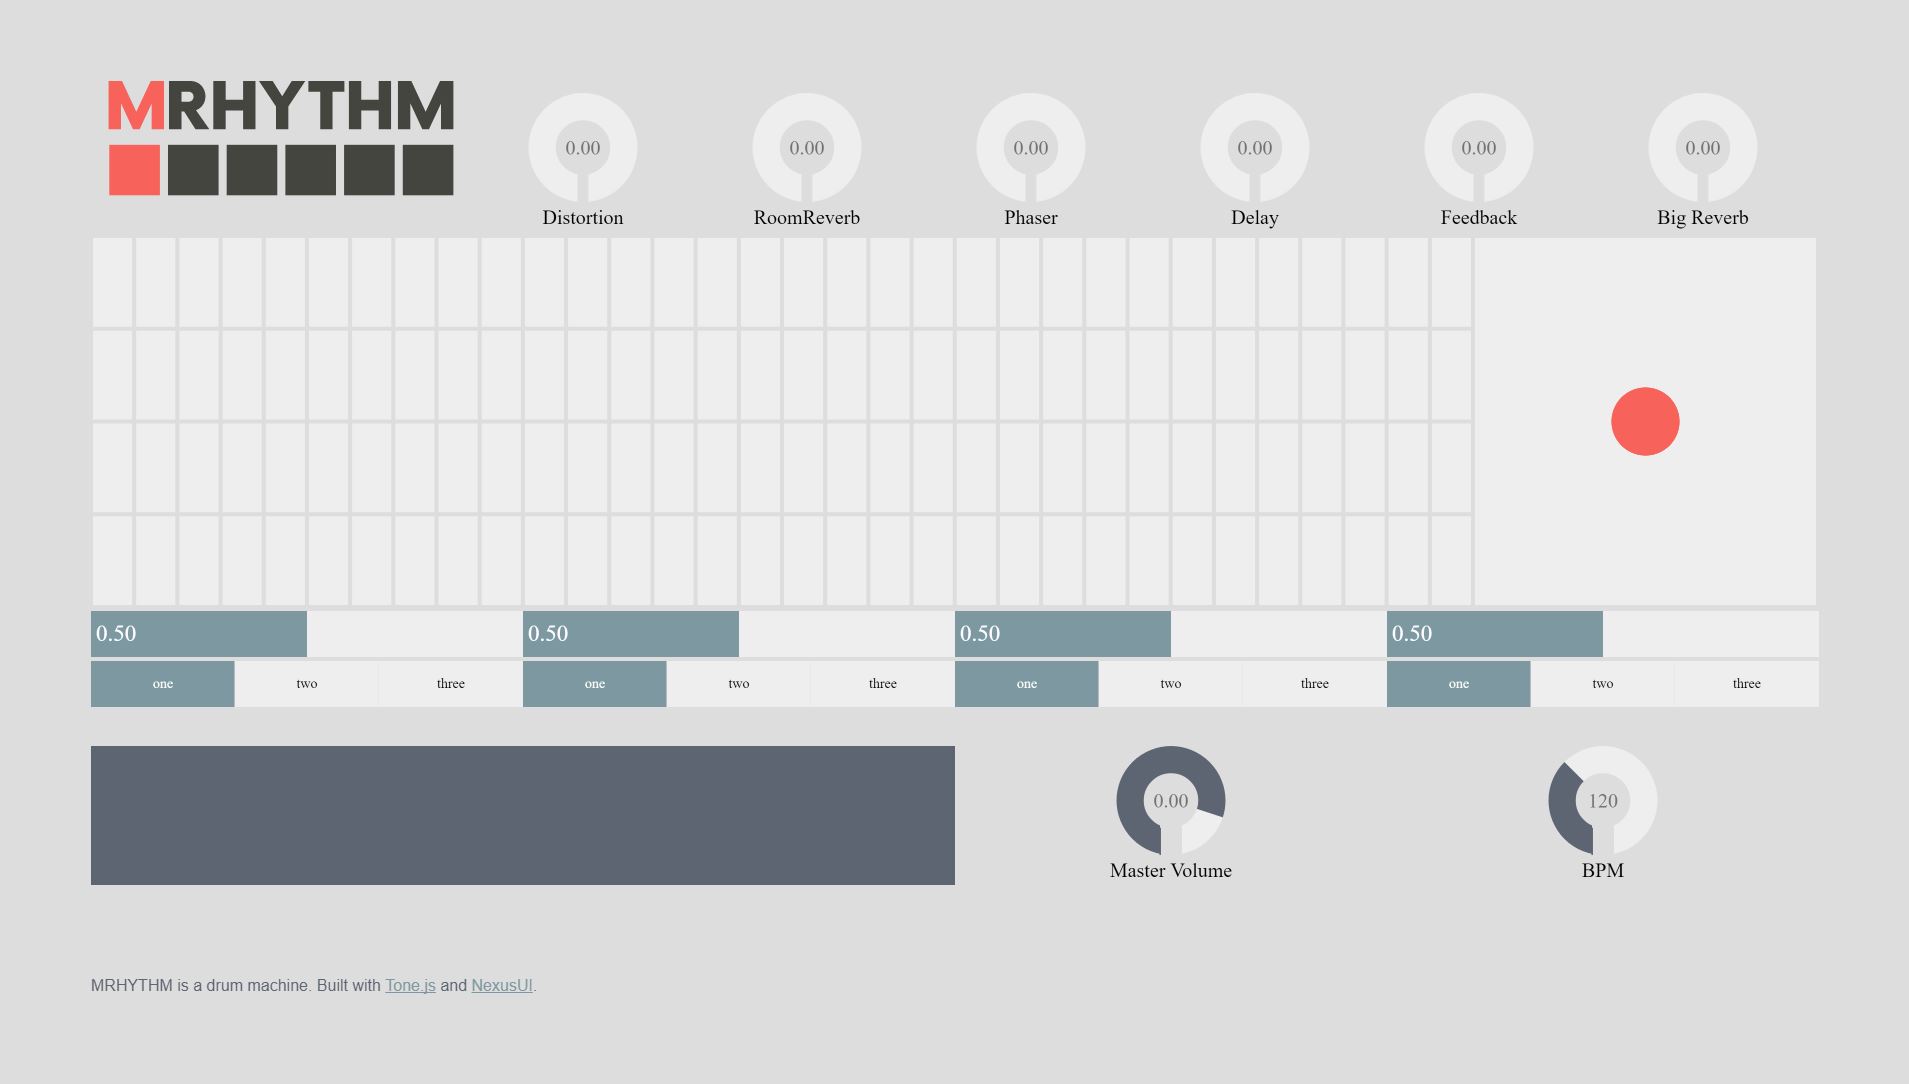 MRHYTHM
0.00 0.00 0.00 0.00 0.00 0.00
Distortion RoomReverb Phaser Delay Feedback Big Reverb
0.50 0.50 0.50 0.50
one two three one two three one two three one two three
0.00 120
Master Volume BPM
MRHYTHM is a drum machine. Built with Tone.js and NexusUI.